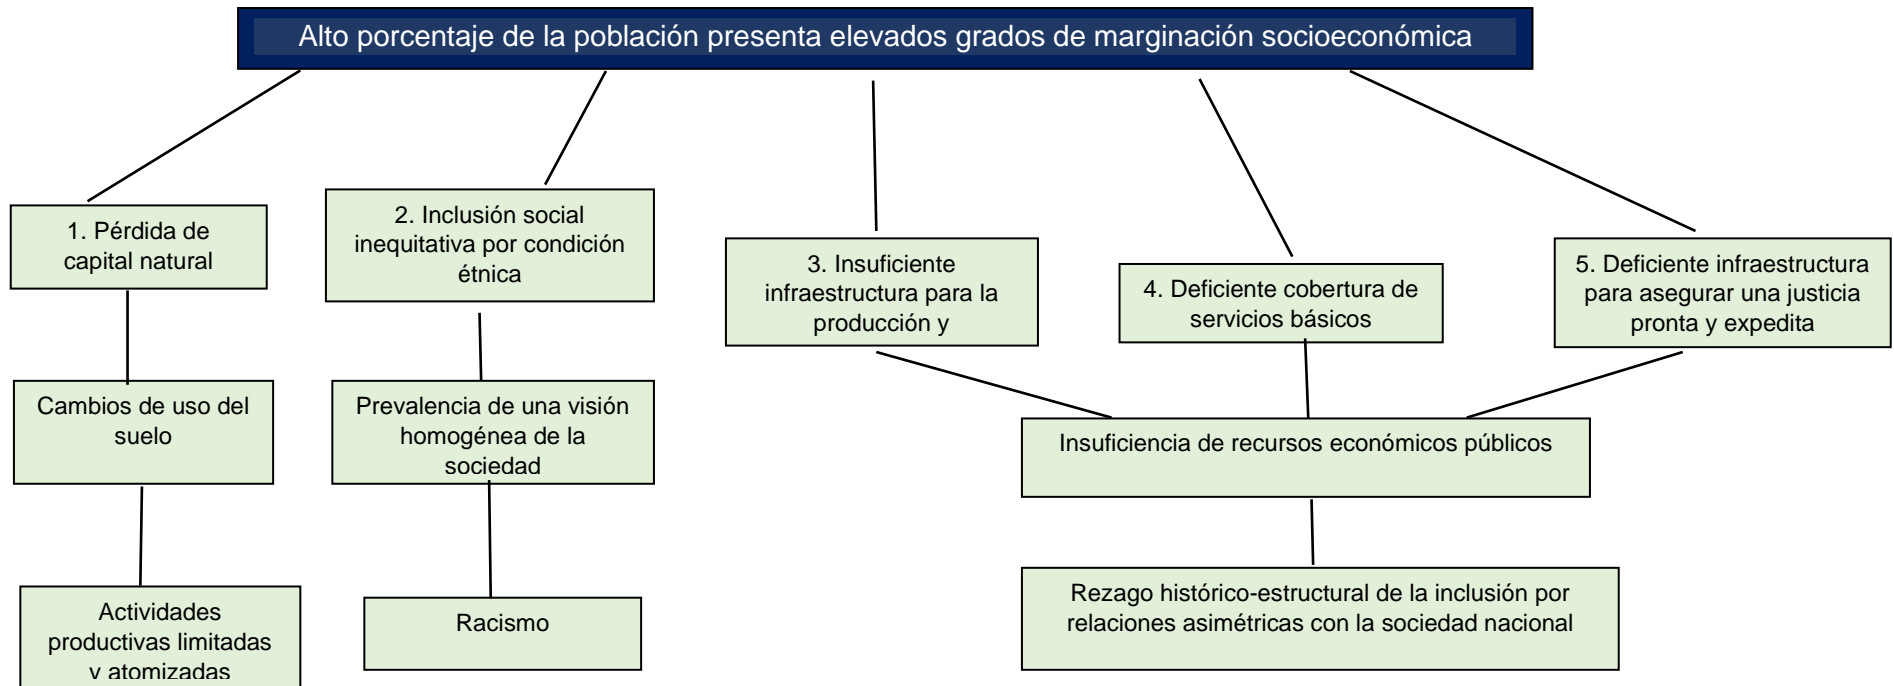 Alto porcentaje de la población presenta elevados grados de marginación socioeconómica
1. Pérdida de
capital natural
2. Inclusión social
inequitativa por condición
étnica
3. Insuficiente
infraestructura para la
producción y
4. Deficiente cobertura de
servicios básicos
5. Deficiente infraestructura
para asegurar una justicia
pronta y expedita
Cambios de uso del
suelo
Prevalencia de una visión
homogénea de la
sociedad
Insuficiencia de recursos económicos públicos
Actividades
productivas limitadas
y atomizadas
Racismo
Rezago histórico-estructural de la inclusión por
relaciones asimétricas con la sociedad nacional